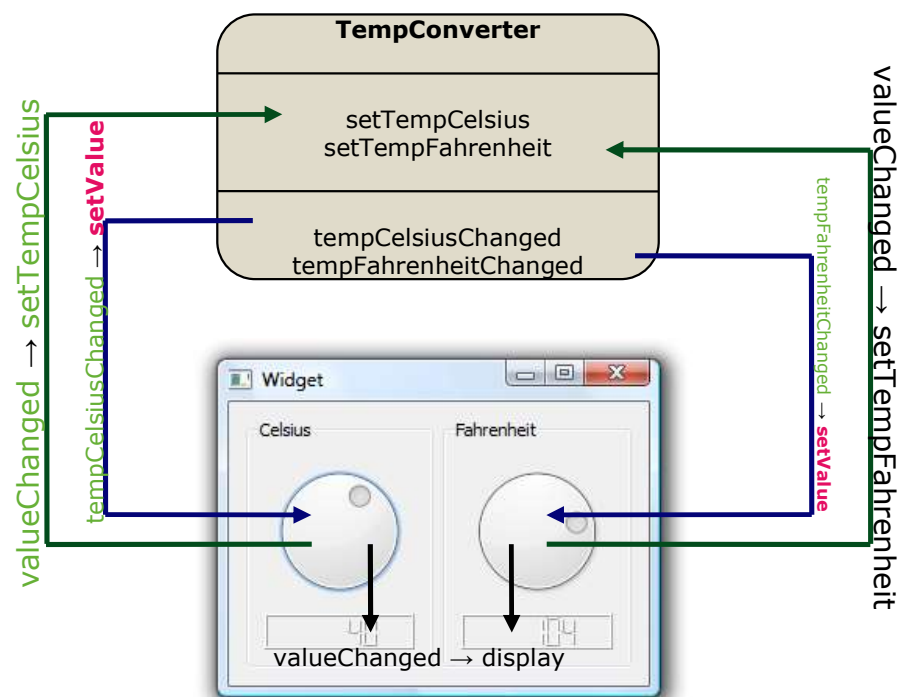 TempConverter
setTempCelsius
setTempFahrenheit
tempCelsiusChanged
tempFahrenheitChanged
valueChanged → setTempCelsius
tempCelsiusChanged → setValue
tempFahrenheitChanged → setValue
valueChanged → setTempFahrenheit
Widget
Celsius
Fahrenheit
40
104
valueChanged → display